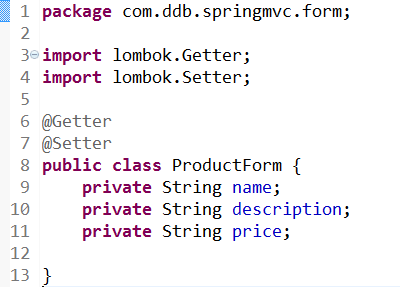 1 package com.ddb.springmvc.form;
2
3 import lombok.Getter;
4 import lombok.Setter;
5
6 @Getter
7 @Setter
8 public class ProductForm {
9     private String name;
10     private String description;
11     private String price;
12
13 }